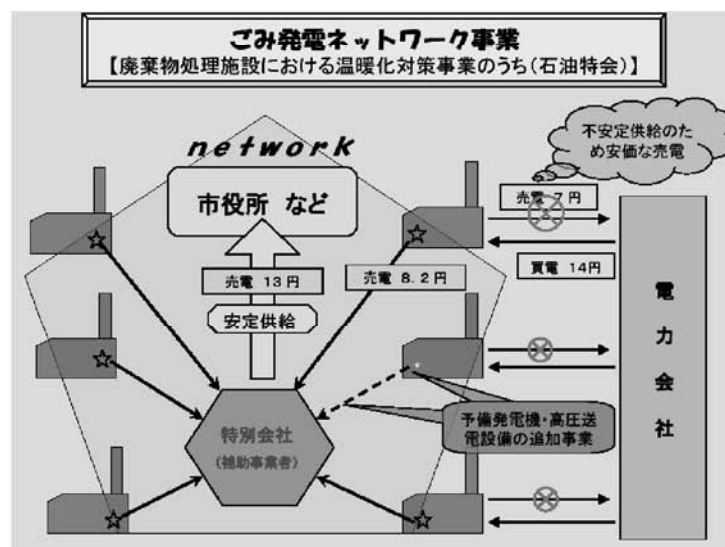 ごみ発電ネットワーク事業
【廃棄物処理施設における温暖化対策事業のうち(石油特会)】
不安定供給のた
め安価な売電
network
市役所 など
売電 7円
買電 14円
売電 13円
売電 8.2円
安定供給
電力会社
特別会社
(補助事業者)
予備発電機・高圧送
電設備の追加事業